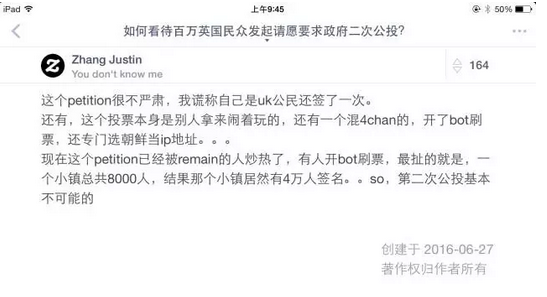 iPad 上午9:45 50%
如何看待百万英国民众发起请愿要求政府二次公投?
Zhang Justin
You don't know me
164
这个petition很不严肃，我谎称自己是uk公民还签了一次。
还有，这个投票本身是别人拿来闹着玩的，还有一个混4chan的，开了bot刷
票，还专门选朝鲜当ip地址。。。
现在这个petition已经被remain的人炒热了，有人开bot刷票，最扯的就是，一
个小镇总共8000人，结果那个小镇居然有4万人签名。。so，第二次公投基本
不可能的
创建于 2016-06-27
著作权归作者所有